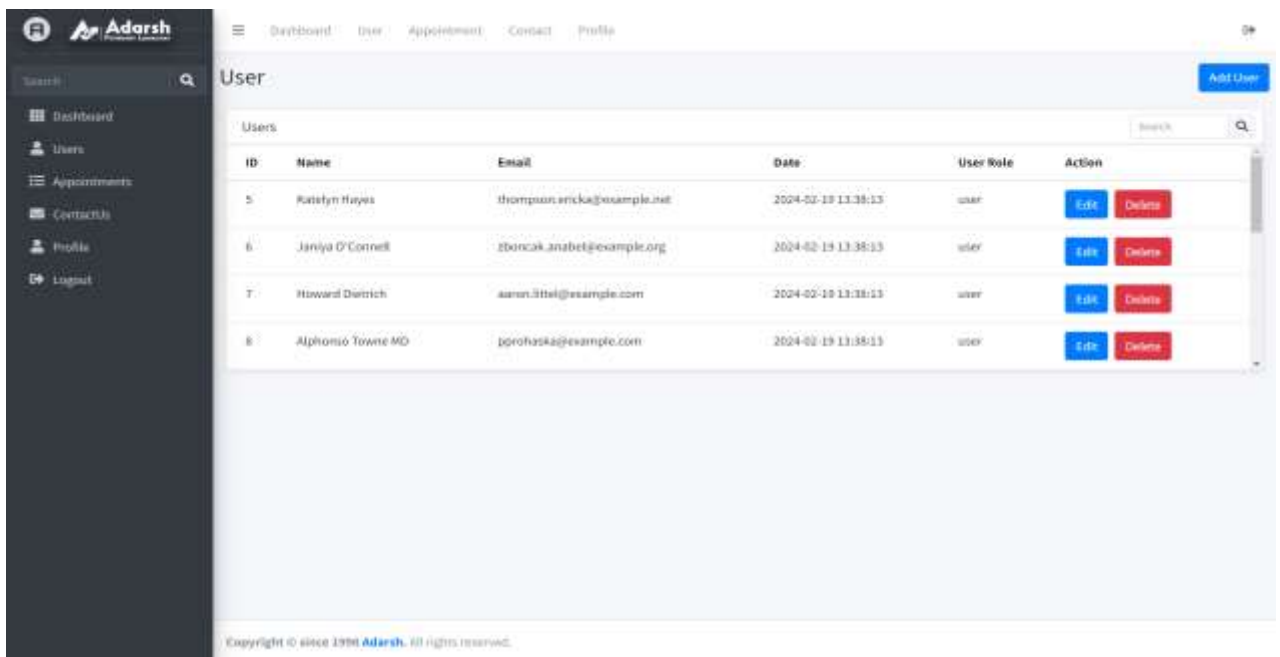 Adarsh
Dashboard User Appointment Contact Profile
Search
User
Add User
Dashboard
Users
Appointments
ContactUs
Profile
Logout
Users
Search
ID Name Email Date User Role Action
5 Katelyn Hayes thompson.ericka@example.net 2024-02-19 13:38:13 user Edit Delete
6 Janiya O'Connell zboncak.anabel@example.org 2024-02-19 13:38:13 user Edit Delete
7 Howard Dietrich aaron.littel@example.com 2024-02-19 13:38:13 user Edit Delete
8 Alphonso Towne MD pprohaska@example.com 2024-02-19 13:38:13 user Edit Delete
Copyright © since 1998 Adarsh. All rights reserved.